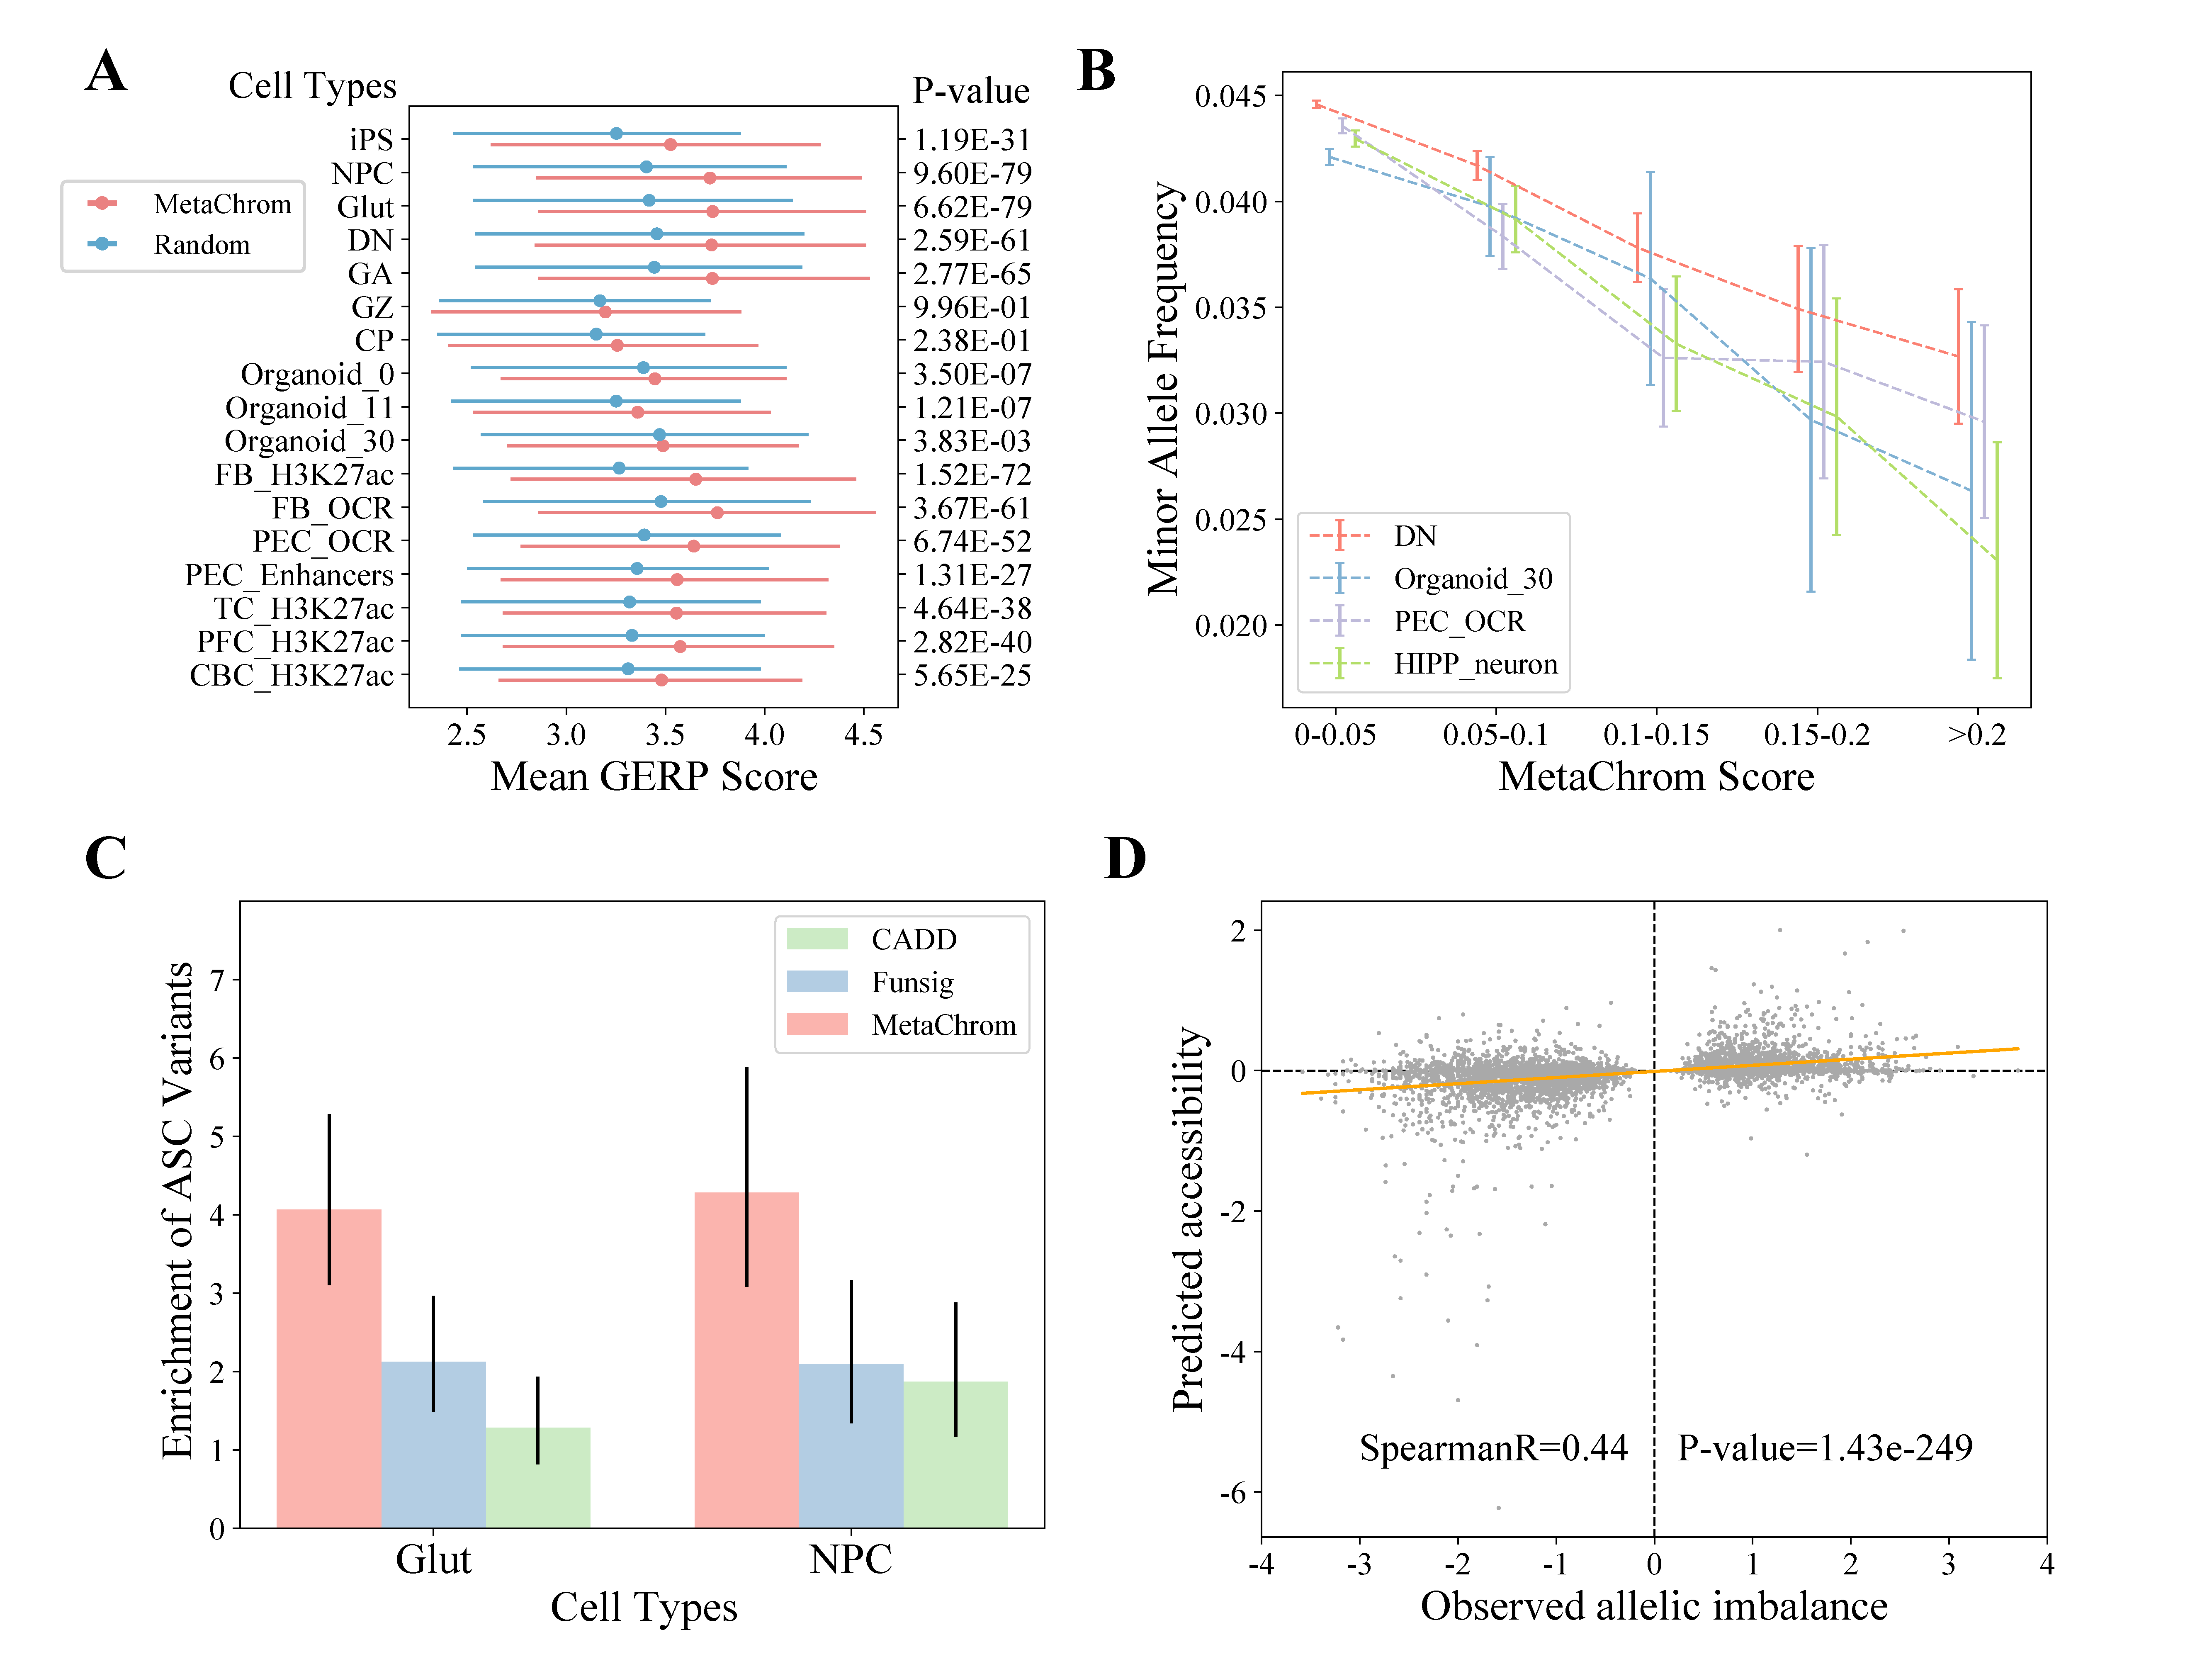 A
Cell Types
P-value
iPS 1.19E-31
NPC 9.60E-79
Glut 6.62E-79
DN 2.59E-61
GA 2.77E-65
GZ 9.96E-01
CP 2.38E-01
Organoid_0 3.50E-07
Organoid_11 1.21E-07
Organoid_30 3.83E-03
FB_H3K27ac 1.52E-72
FB_OCR 3.67E-61
PEC_OCR 6.74E-52
PEC_Enhancers 1.31E-27
TC_H3K27ac 4.64E-38
PFC_H3K27ac 2.82E-40
CBC_H3K27ac 5.65E-25
MetaChrom
Random
2.5 3.0 3.5 4.0 4.5
Mean GERP Score
B
Minor Allele Frequency
0.045
0.040
0.035
0.030
0.025
0.020
DN
Organoid_30
PEC_OCR
HIPP_neuron
0-0.05 0.05-0.1 0.1-0.15 0.15-0.2 >0.2
MetaChrom Score
C
Enrichment of ASC Variants
7
6
5
4
3
2
1
0
CADD
Funsig
MetaChrom
Glut NPC
Cell Types
D
Predicted accessibility
2
0
-2
-4
-6
SpearmanR=0.44 P-value=1.43e-249
-4 -3 -2 -1 0 1 2 3 4
Observed allelic imbalance